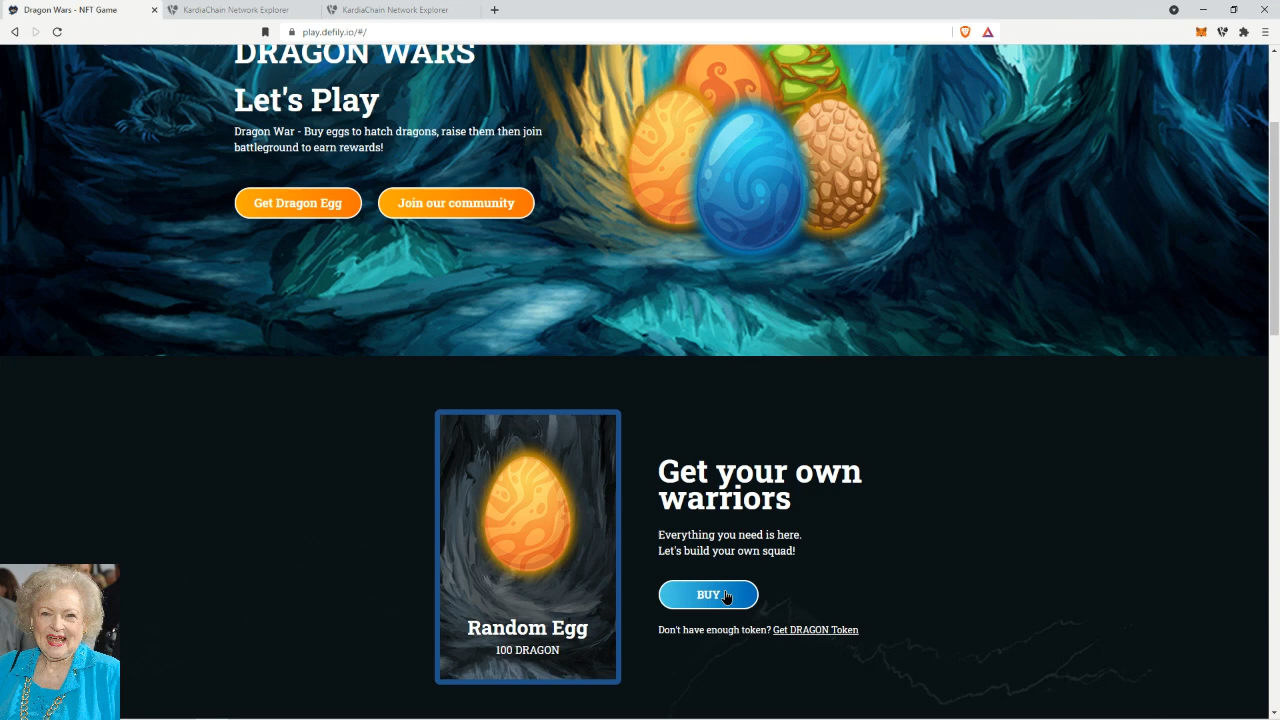 Dragon Wars - NFT Game
KardiaChain Network Explorer
KardiaChain Network Explorer
play.defily.io/#/
DRAGON WARS
Let's Play
Dragon War - Buy eggs to hatch dragons, raise them then join
battleground to earn rewards!
Get Dragon Egg
Join our community
Random Egg
100 DRAGON
Get your own
warriors
Everything you need is here.
Let's build your own squad!
BUY
Don't have enough token? Get DRAGON Token